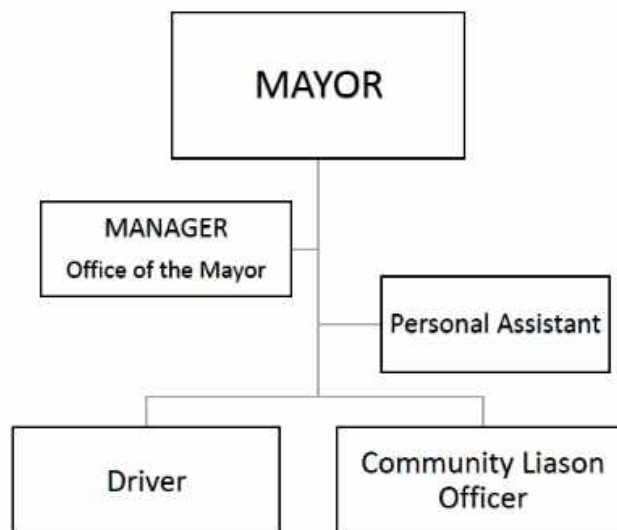 MAYOR
MANAGER
Office of the Mayor
Personal Assistant
Driver
Community Liason
Officer